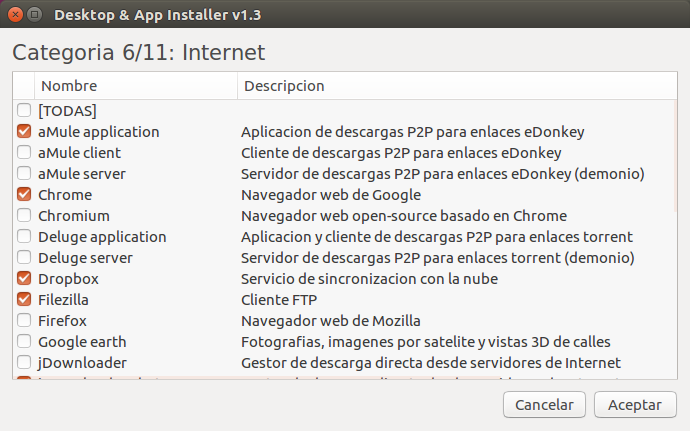 Desktop & App Installer v1.3
Categoria 6/11: Internet
Nombre Descripcion
[TODAS]
aMule application Aplicacion de descargas P2P para enlaces eDonkey
aMule client Cliente de descargas P2P para enlaces eDonkey
aMule server Servidor de descargas P2P para enlaces eDonkey (demonio)
Chrome Navegador web de Google
Chromium Navegador web open-source basado en Chrome
Deluge application Aplicacion y cliente de descargas P2P para enlaces torrent
Deluge server Servidor de descargas P2P para enlaces torrent (demonio)
Dropbox Servicio de sincronizacion con la nube
Filezilla Cliente FTP
Firefox Navegador web de Mozilla
Google earth Fotografias, imagenes por satelite y vistas 3D de calles
jDownloader Gestor de descarga directa desde servidores de Internet
Cancelar Aceptar